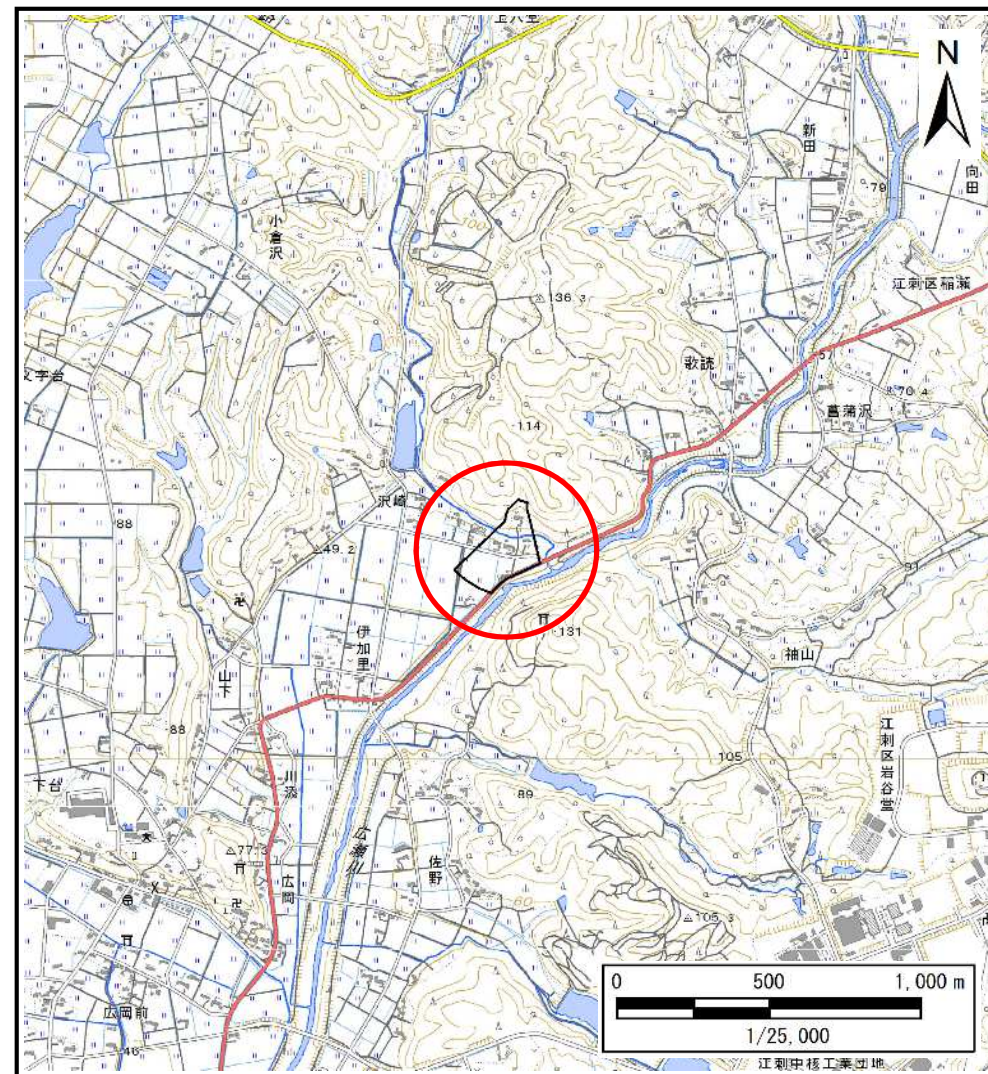 N
新田
向田
79
小倉沢
100
136.3
江刺区稲瀬
90
57
歌読
70.4
菖蒲沢
114
沢崎
88
49.2
60
91
131
伊加里
袖山
山下
88
105
江刺区岩谷堂
下台
川添
89
77.3
広瀬川
佐野
広岡
105.3
0 500 1,000 m
1/25,000
広岡前
46
江刺中核工業団地